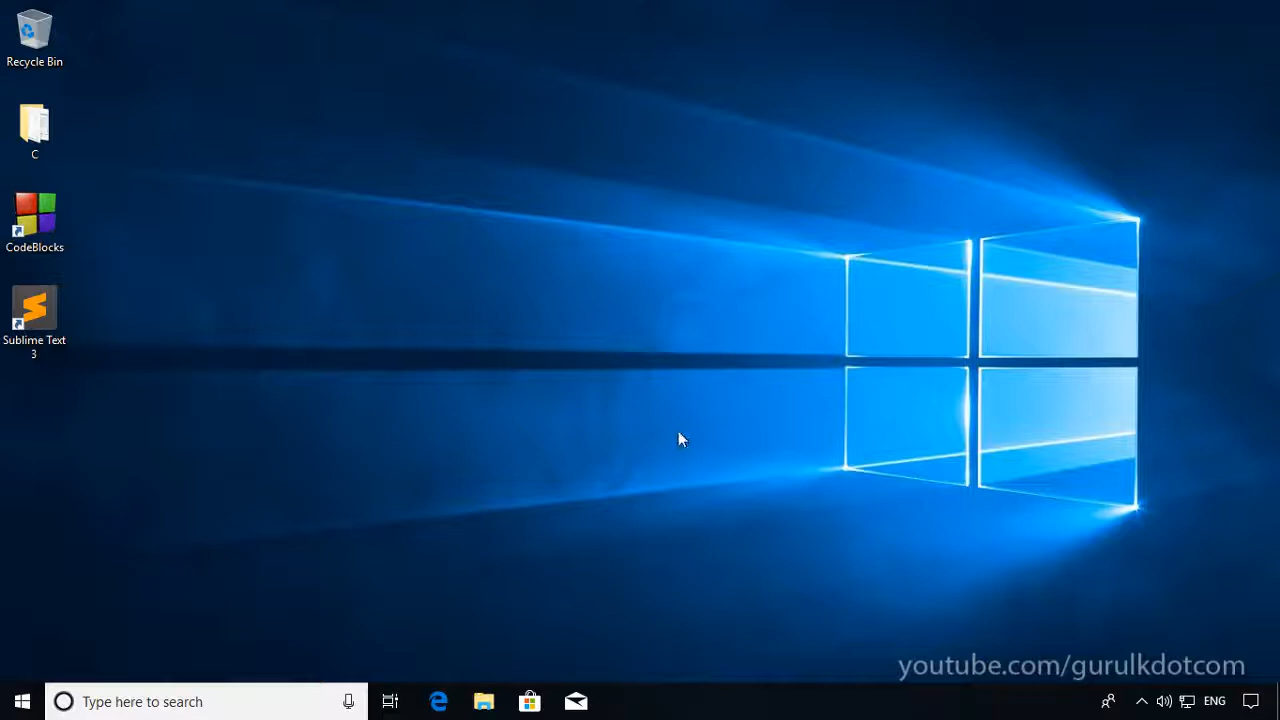 Recycle Bin
C
CodeBlocks
Sublime Text
3
youtube.com/gurulkdotcom
Type here to search
ENG